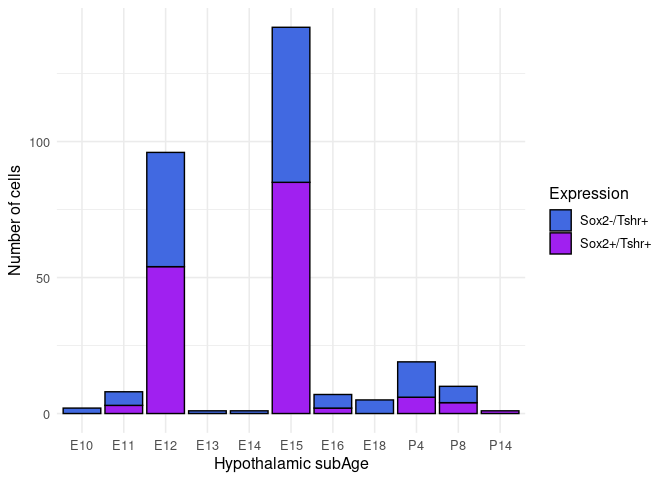 Number of cells
100
50
0
E10 E11 E12 E13 E14 E15 E16 E18 P4 P8 P14
Hypothalamic subAge
Expression
Sox2-/Tshr+
Sox2+/Tshr+